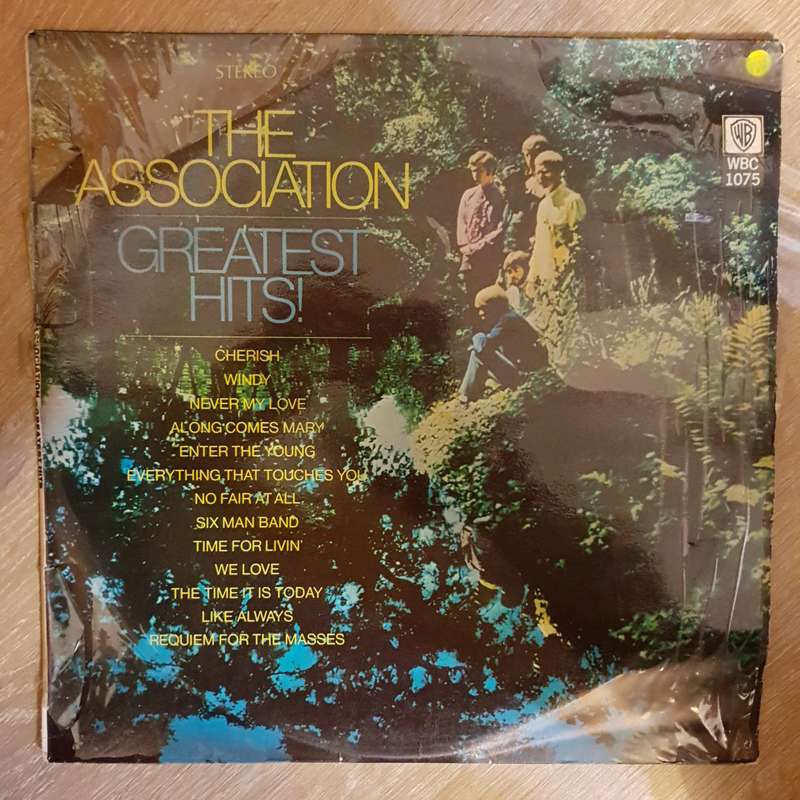 STEREO
THE
ASSOCIATION
GREATEST
HITS!
CHERISH
WINDY
NEVER MY LOVE
ALONG COMES MARY
ENTER THE YOUNG
EVERYTHING THAT TOUCHES YOU
NO FAIR AT ALL
SIX MAN BAND
TIME FOR LIVIN'
WE LOVE
THE TIME IT IS TODAY
LIKE ALWAYS
REQUIEM FOR THE MASSES
WB
WBC
1075